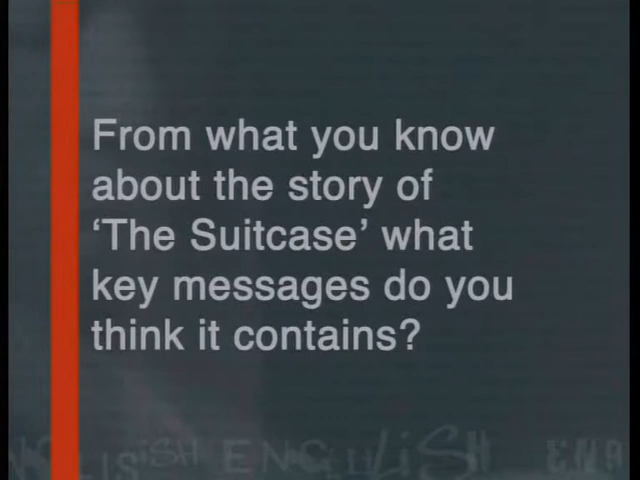 From what you know
about the story of
‘The Suitcase’ what
key messages do you
think it contains?
ENGLISH